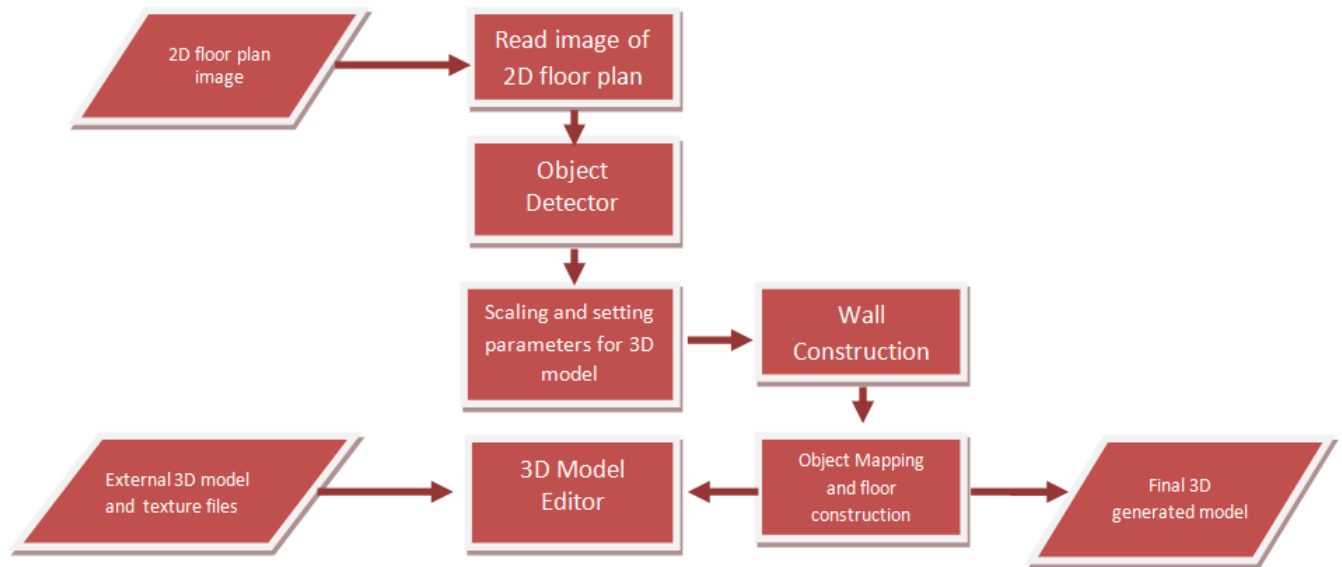 2D floor plan
image
Read image of
2D floor plan
Object
Detector
Scaling and setting
parameters for 3D
model
Wall
Construction
External 3D model
and texture files
3D Model
Editor
Object Mapping
and floor
construction
Final 3D
generated model